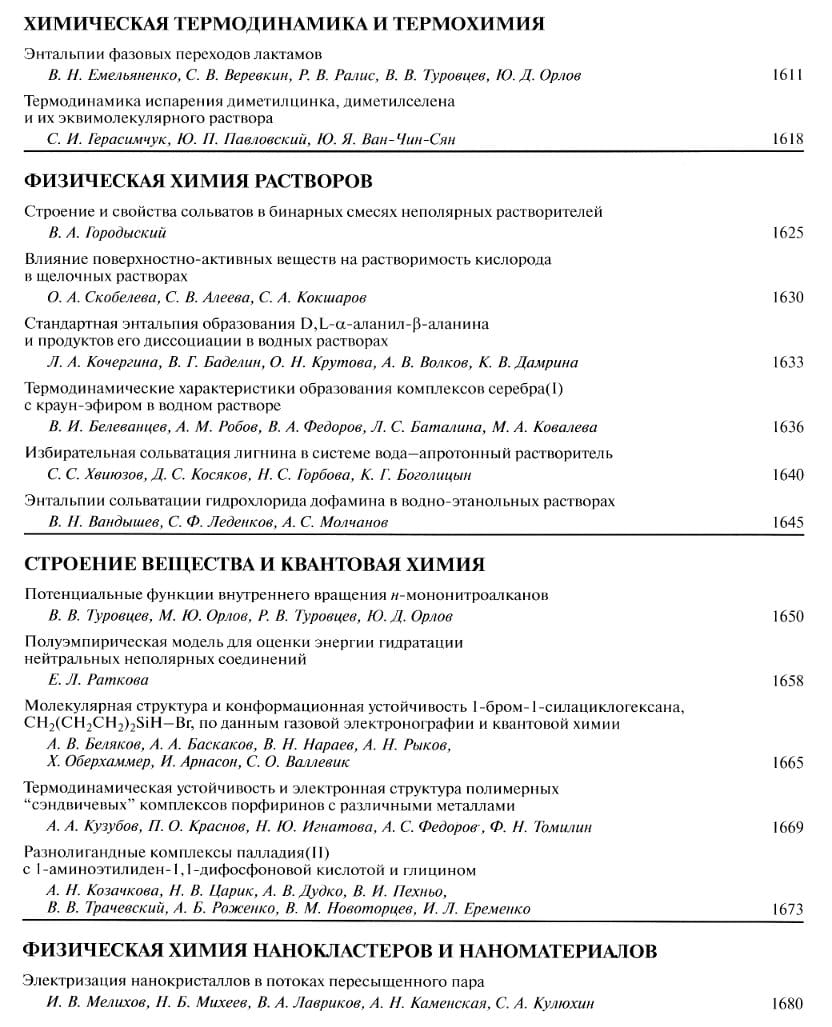 ХИМИЧЕСКАЯ ТЕРМОДИНАМИКА И ТЕРМОХИМИЯ
Энтальпии фазовых переходов лактамов
В. Н. Емельяненко, С. В. Веревкин, Р. В. Ралис, В. В. Туровцев, Ю. Д. Орлов 1611
Термодинамика испарения диметилцинка, диметилселена
и их эквимолекулярного раствора
С. И. Герасимчук, Ю. П. Павловский, Ю. Я. Ван-Чин-Сян 1618
ФИЗИЧЕСКАЯ ХИМИЯ РАСТВОРОВ
Строение и свойства сольватов в бинарных смесях неполярных растворителей
В. А. Городыский 1625
Влияние поверхностно-активных веществ на растворимость кислорода
в щелочных растворах
О. А. Скобелева, С. В. Алеева, С. А. Кокшаров 1630
Стандартная энтальпия образования D,L-α-аланил-β-аланина
и продуктов его диссоциации в водных растворах
Л. А. Кочергина, В. Г. Баделин, О. Н. Крутова, А. В. Волков, К. В. Дамрина 1633
Термодинамические характеристики образования комплексов серебра(I)
с краун-эфиром в водном растворе
В. И. Белеванцев, А. М. Робов, В. А. Федоров, Л. С. Баталина, М. А. Ковалева 1636
Избирательная сольватация лигнина в системе вода–апротонный растворитель
С. С. Хвиюзов, Д. С. Косяков, Н. С. Горбова, К. Г. Боголицын 1640
Энтальпии сольватации гидрохлорида дофамина в водно-этанольных растворах
В. Н. Вандышев, С. Ф. Леденков, А. С. Молчанов 1645
СТРОЕНИЕ ВЕЩЕСТВА И КВАНТОВАЯ ХИМИЯ
Потенциальные функции внутреннего вращения н-мононитроалканов
В. В. Туровцев, М. Ю. Орлов, Р. В. Туровцев, Ю. Д. Орлов 1650
Полуэмпирическая модель для оценки энергии гидратации
нейтральных неполярных соединений
Е. Л. Раткова 1658
Молекулярная структура и конформационная устойчивость 1-бром-1-силациклогексана,
CH₂(CH₂CH₂)₂SiH–Br, по данным газовой электронографии и квантовой химии
А. В. Беляков, А. А. Баскаков, В. Н. Нараев, А. Н. Рыков,
Х. Оберхаммер, И. Арнасон, С. О. Валлевик 1665
Термодинамическая устойчивость и электронная структура полимерных
“сэндвичевых” комплексов порфиринов с различными металлами
А. А. Кузубов, П. О. Краснов, Н. Ю. Игнатова, А. С. Федоров, Ф. Н. Томилин 1669
Разнолигандные комплексы палладия(II)
с 1-аминоэтилиден-1,1-дифосфоновой кислотой и глицином
А. Н. Козачкова, Н. В. Царик, А. В. Дудко, В. И. Пехньо,
В. В. Трачевский, А. Б. Роженко, В. М. Новоторцев, И. Л. Еременко 1673
ФИЗИЧЕСКАЯ ХИМИЯ НАНОКЛАСТЕРОВ И НАНОМАТЕРИАЛОВ
Электризация нанокристаллов в потоках пересыщенного пара
И. В. Мелихов, Н. Б. Михеев, В. А. Лавриков, А. Н. Каменская, С. А. Кулюхин 1680